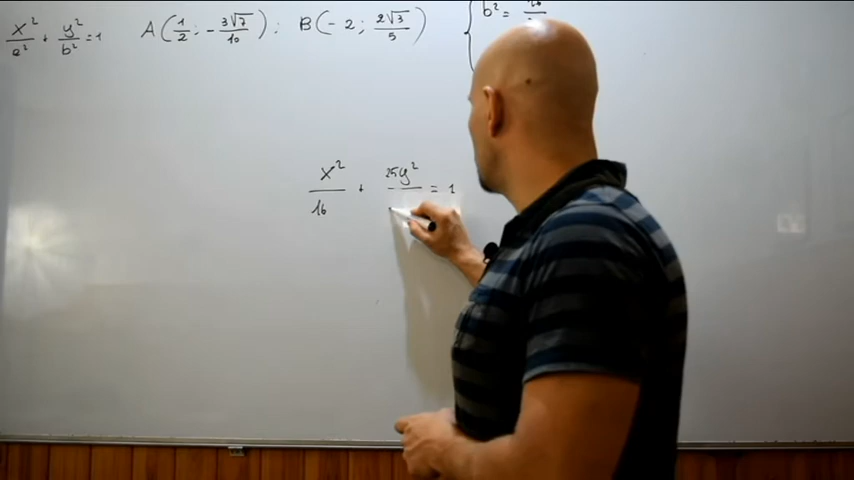 x²/a² + y²/b² = 1 A(1/2; -3√7/10); B(-2; 2√3/5) { b² =
x²/16 + 25y²/ = 1